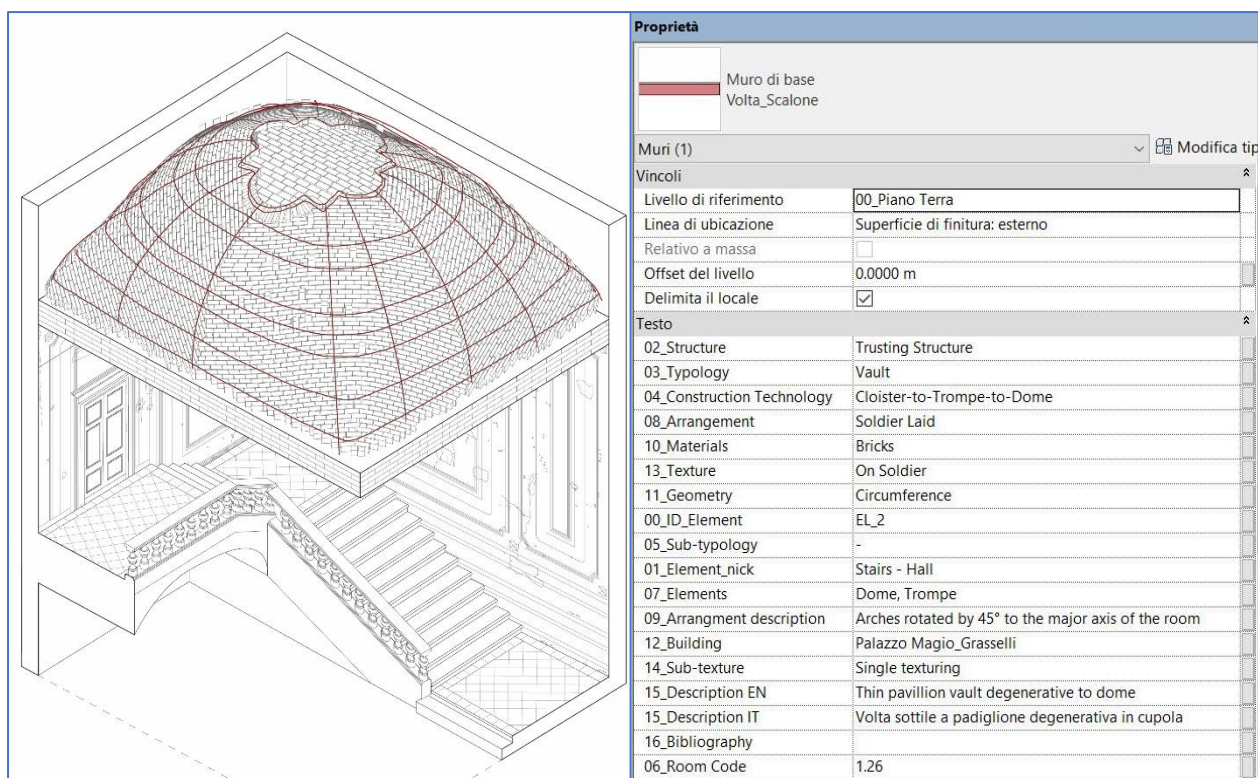 Proprietà
Muro di base
Volta_Scalone
Muri (1)
Modifica tip
Vincoli
Livello di riferimento 00_Piano Terra
Linea di ubicazione Superficie di finitura: esterno
Relativo a massa
Offset del livello 0.0000 m
Delimita il locale
Testo
02_Structure Trusting Structure
03_Typology Vault
04_Construction Technology Cloister-to-Trompe-to-Dome
08_Arrangement Soldier Laid
10_Materials Bricks
13_Texture On Soldier
11_Geometry Circumference
00_ID_Element EL_2
05_Sub-typology -
01_Element_nick Stairs - Hall
07_Elements Dome, Trompe
09_Arrangment description Arches rotated by 45° to the major axis of the room
12_Building Palazzo Magio_Grasselli
14_Sub-texture Single texturing
15_Description EN Thin pavillion vault degenerative to dome
15_Description IT Volta sottile a padiglione degenerativa in cupola
16_Bibliography
06_Room Code 1.26